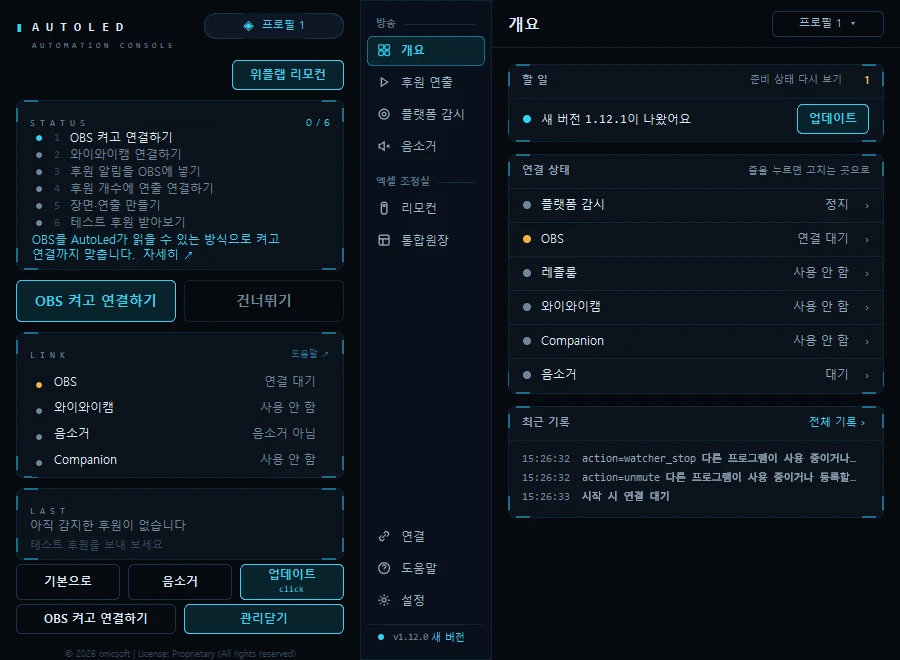 AUTOLED
AUTOMATION CONSOLE
◈ 프로필 1
위플랩 리모컨
STATUS
0 / 6
1 OBS 켜고 연결하기
2 와이와이캠 연결하기
3 후원 알림을 OBS에 넣기
4 후원 개수에 연출 연결하기
5 장면·연출 만들기
6 테스트 후원 받아보기
OBS를 AutoLed가 읽을 수 있는 방식으로 켜고
연결까지 맞춥니다. 자세히 ↗
OBS 켜고 연결하기
건너뛰기
LINK
도움말 ↗
OBS 연결 대기
와이와이캠 사용 안 함
음소거 음소거 아님
Companion 사용 안 함
LAST
아직 감지한 후원이 없습니다
테스트 후원을 보내 보세요
기본으로
음소거
업데이트
click
OBS 켜고 연결하기
관리닫기
© 2026 onicsoft | License: Proprietary (All rights reserved)
방송
개요
후원 연출
플랫폼 감시
음소거
엑셀 조정실
리모컨
통합원장
연결
도움말
설정
v1.12.0 새 버전
개요
프로필 1
할 일
준비 상태 다시 보기 1
새 버전 1.12.1이 나왔어요
업데이트
연결 상태
줄을 누르면 고치는 곳으로
플랫폼 감시 정지 ›
OBS 연결 대기 ›
레졸룸 사용 안 함 ›
와이와이캠 사용 안 함 ›
Companion 사용 안 함 ›
음소거 대기 ›
최근 기록
전체 기록 ›
15:26:32 action=watcher_stop 다른 프로그램이 사용 중이거나…
15:26:32 action=unmute 다른 프로그램이 사용 중이거나 등록할…
15:26:33 시작 시 연결 대기